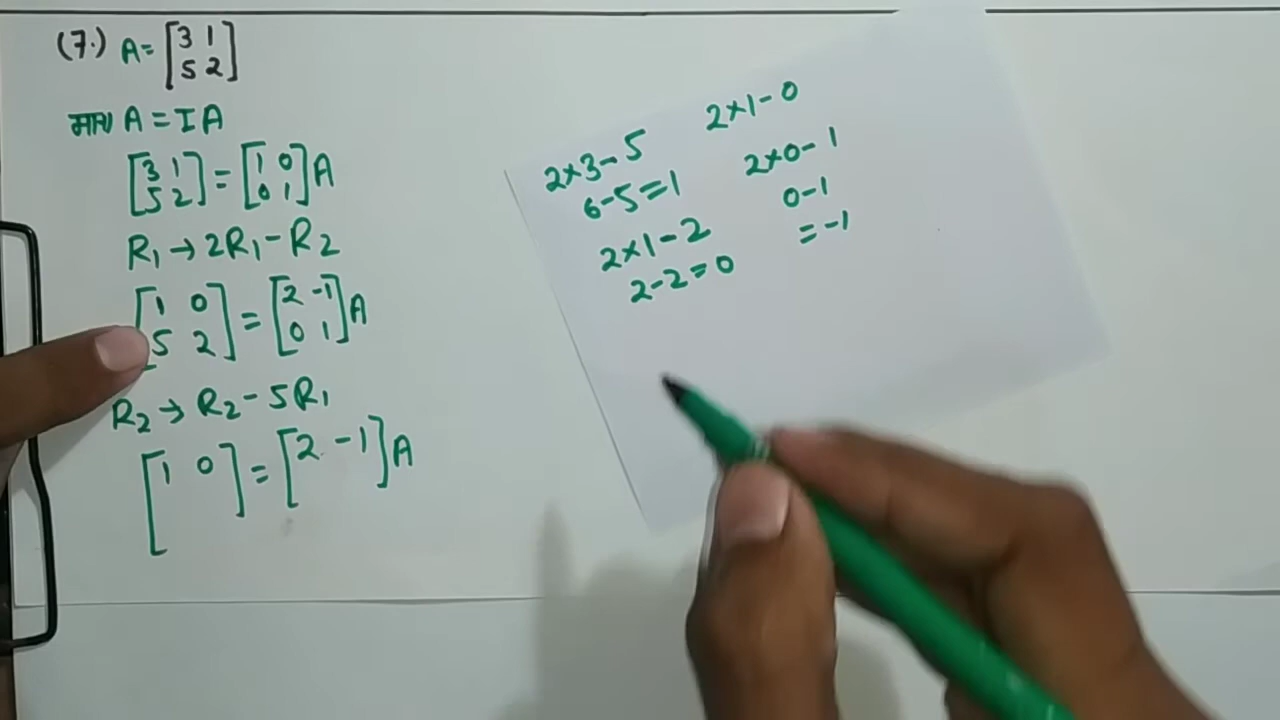 (7.) A = [3 1
5 2]
माना A = I A
[3 1
5 2] = [1 0
0 1] A
R₁ → 2R₁ - R₂
[1 0
5 2] = [2 -1
0 1] A
R₂ → R₂ - 5R₁
[1 0 ] = [2 -1] A
2×3-5
6-5=1
2×1-2
2-2=0
2×1-0
2×0-1
0-1
=-1